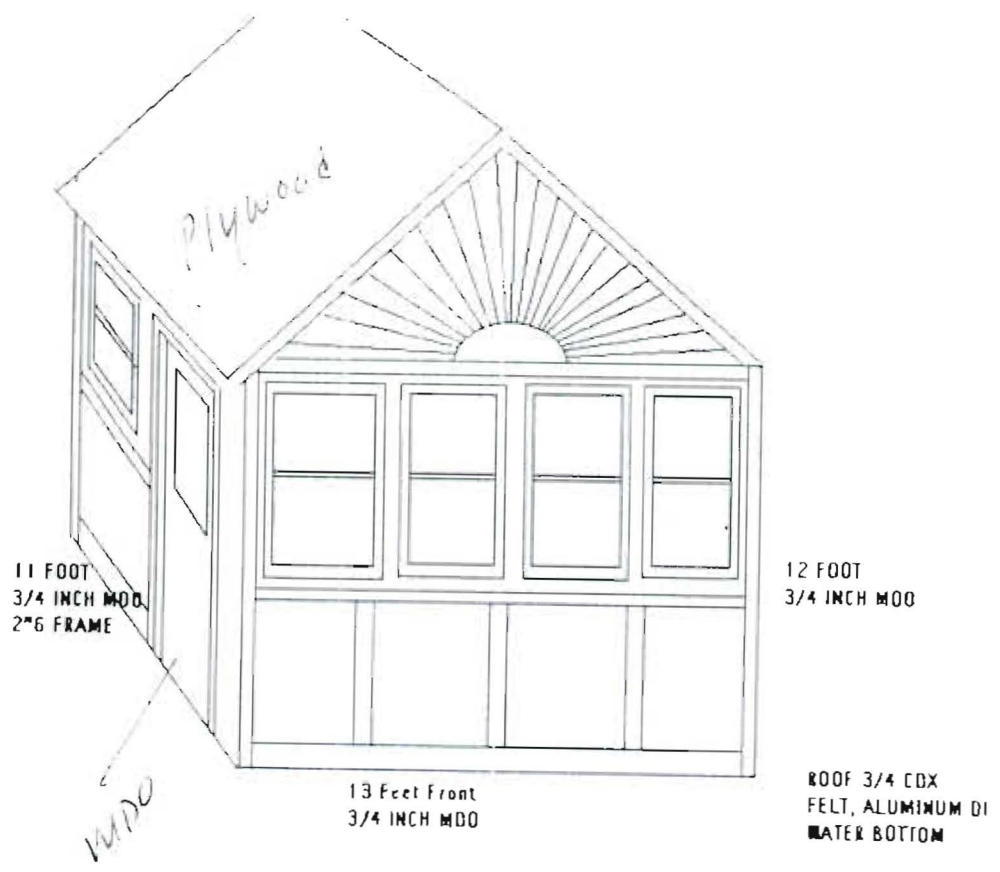 Plywood
11 FOOT
3/4 INCH MDO
2"6 FRAME
12 FOOT
3/4 INCH MDO
MDO
13 Feet Front
3/4 INCH MDO
ROOF 3/4 CDX
FELT, ALUMINUM DI
WATER BOTTOM